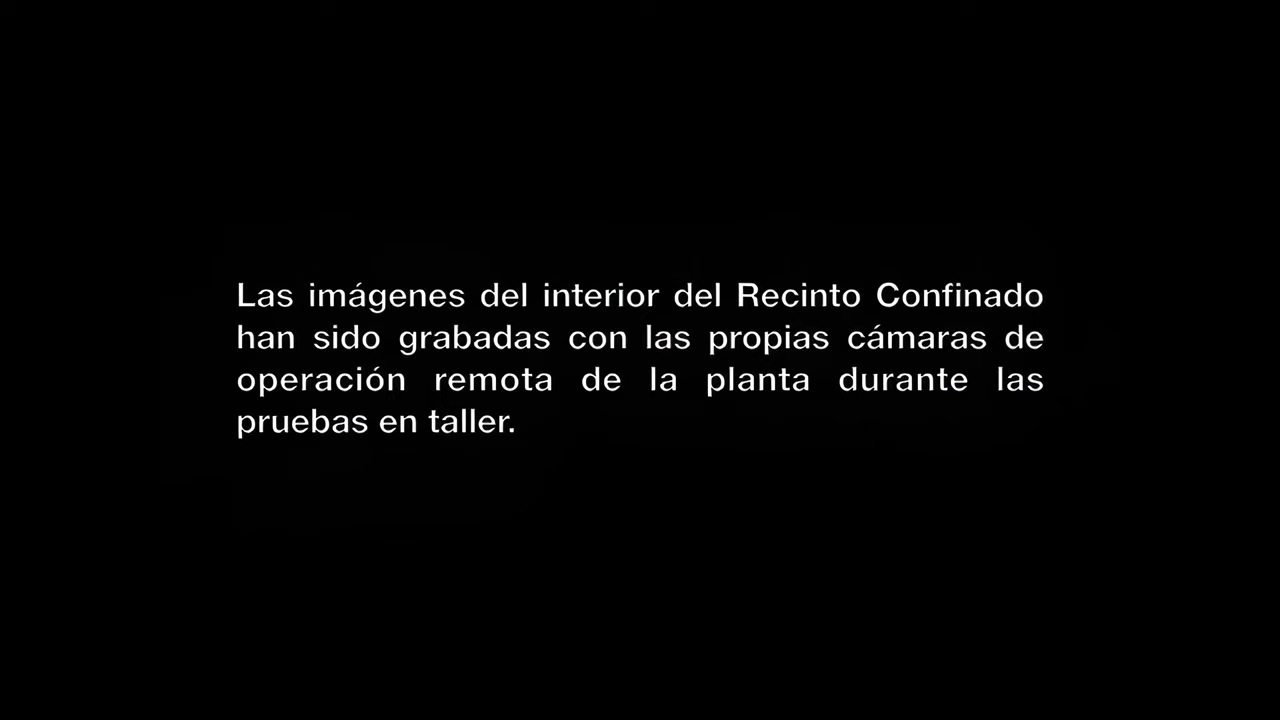 Las imágenes del interior del Recinto Confinado
han sido grabadas con las propias cámaras de
operación remota de la planta durante las
pruebas en taller.